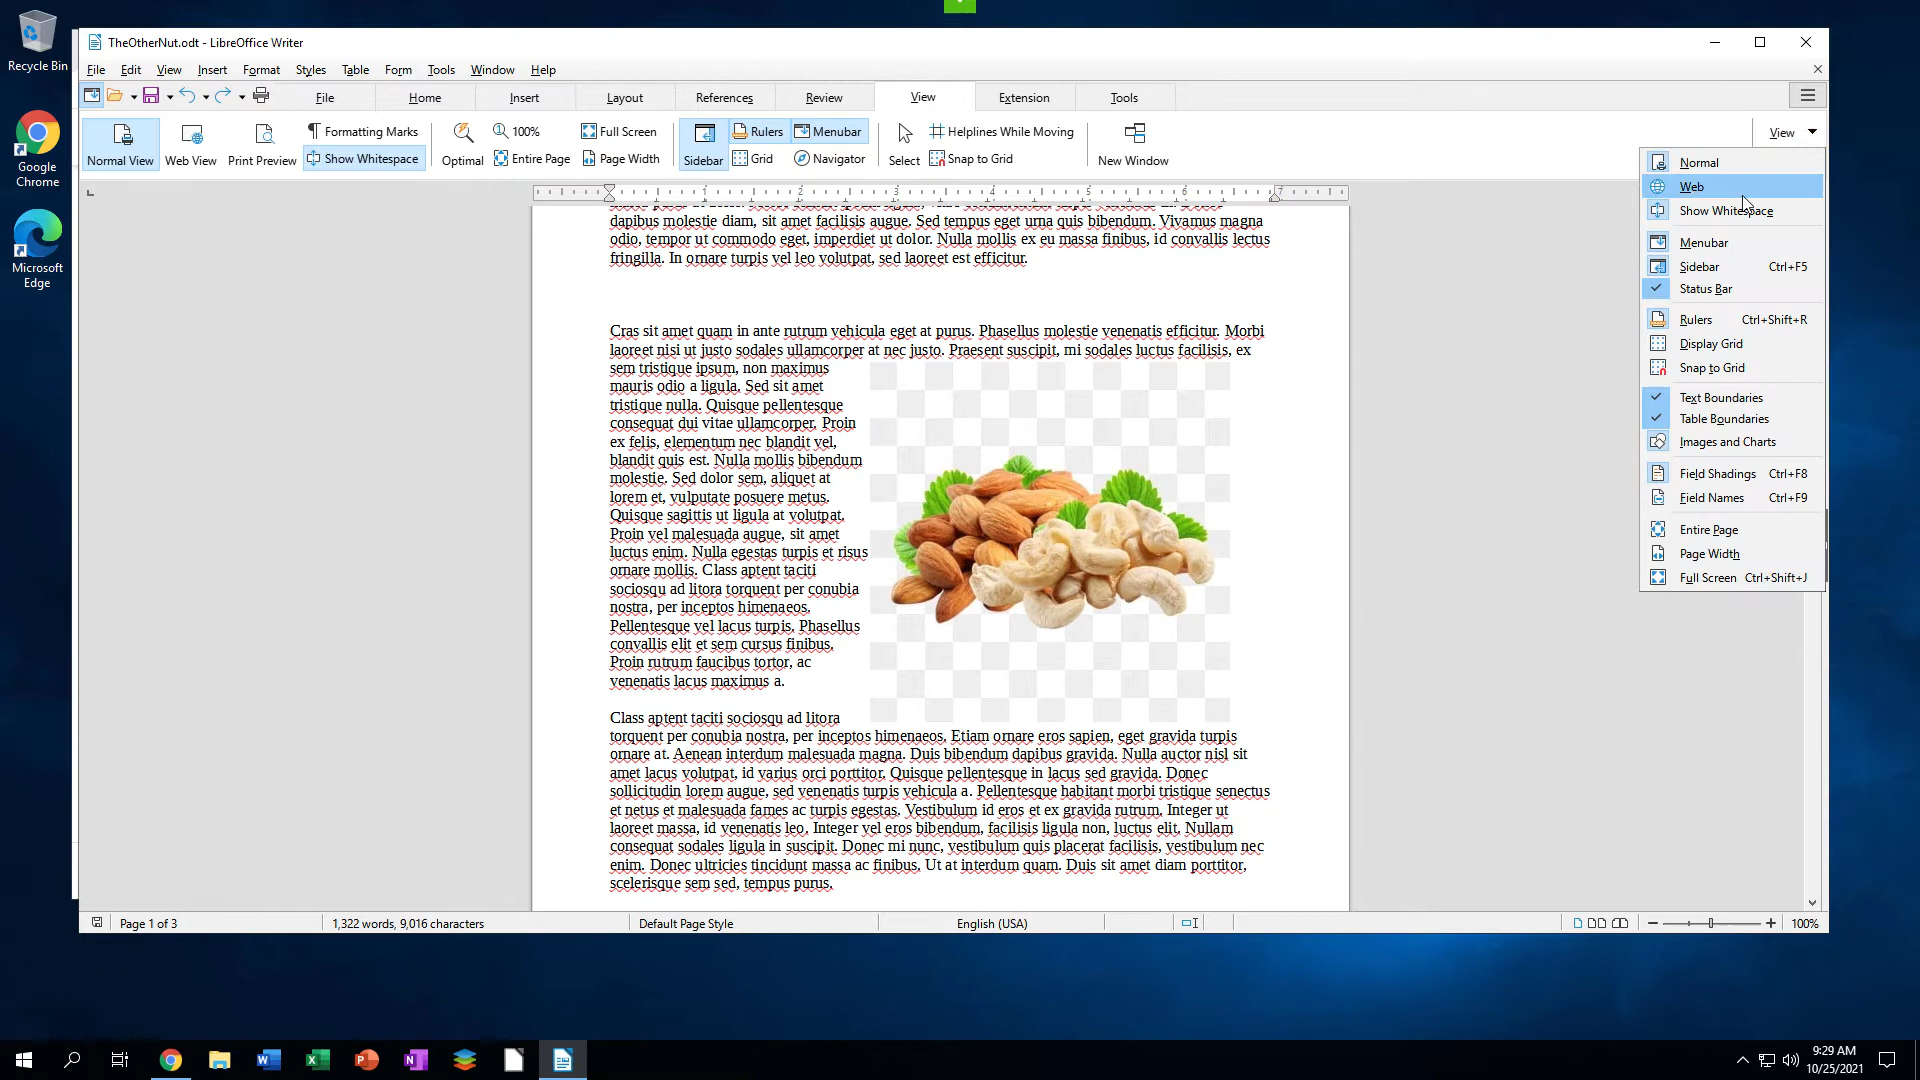 Recycle Bin
Google
Chrome
Microsoft
Edge
TheOtherNut.odt - LibreOffice Writer
File Edit View Insert Format Styles Table Form Tools Window Help
File Home Insert Layout References Review View Extension Tools
Normal View Web View Print Preview Formatting Marks Show Whitespace Optimal 100% Entire Page Full Screen Page Width Sidebar Rulers Grid Menubar Navigator Select Helplines While Moving Snap to Grid New Window View
Normal
Web
Show Whitespace
Menubar
Sidebar Ctrl+F5
Status Bar
Rulers Ctrl+Shift+R
Display Grid
Snap to Grid
Text Boundaries
Table Boundaries
Images and Charts
Field Shadings Ctrl+F8
Field Names Ctrl+F9
Entire Page
Page Width
Full Screen Ctrl+Shift+J
1 2 3 4 5 6 7
dapibus molestie diam, sit amet facilisis augue. Sed tempus eget urna quis bibendum. Vivamus magna
odio, tempor ut commodo eget, imperdiet ut dolor. Nulla mollis ex eu massa finibus, id convallis lectus
fringilla. In ornare turpis vel leo volutpat, sed laoreet est efficitur.
Cras sit amet quam in ante rutrum vehicula eget at purus. Phasellus molestie venenatis efficitur. Morbi
laoreet nisi ut justo sodales ullamcorper at nec justo. Praesent suscipit, mi sodales luctus facilisis, ex
sem tristique ipsum, non maximus
mauris odio a ligula. Sed sit amet
tristique nulla. Quisque pellentesque
consequat dui vitae ullamcorper. Proin
ex felis, elementum nec blandit vel,
blandit quis est. Nulla mollis bibendum
molestie. Sed dolor sem, aliquet at
lorem et, vulputate posuere metus.
Quisque sagittis ut ligula at volutpat.
Proin vel malesuada augue, sit amet
luctus enim. Nulla egestas turpis et risus
ornare mollis. Class aptent taciti
sociosqu ad litora torquent per conubia
nostra, per inceptos himenaeos.
Pellentesque vel lacus turpis. Phasellus
convallis elit et sem cursus finibus.
Proin rutrum faucibus tortor, ac
venenatis lacus maximus a.
Class aptent taciti sociosqu ad litora
torquent per conubia nostra, per inceptos himenaeos. Etiam ornare eros sapien, eget gravida turpis
ornare at. Aenean interdum malesuada magna. Duis bibendum dapibus gravida. Nulla auctor nisl sit
amet lacus volutpat, id varius orci porttitor. Quisque pellentesque in lacus sed gravida. Donec
sollicitudin lorem augue, sed venenatis turpis vehicula a. Pellentesque habitant morbi tristique senectus
et netus et malesuada fames ac turpis egestas. Vestibulum id eros et ex gravida rutrum. Integer ut
laoreet massa, id venenatis leo. Integer vel eros bibendum, facilisis ligula non, luctus elit. Nullam
consequat sodales ligula in suscipit. Donec mi nunc, vestibulum quis placerat facilisis, vestibulum nec
enim. Donec ultricies tincidunt massa ac finibus. Ut at interdum quam. Duis sit amet diam porttitor,
scelerisque sem sed, tempus purus.
Page 1 of 3 1,322 words, 9,016 characters Default Page Style English (USA) 100%
9:29 AM
10/25/2021